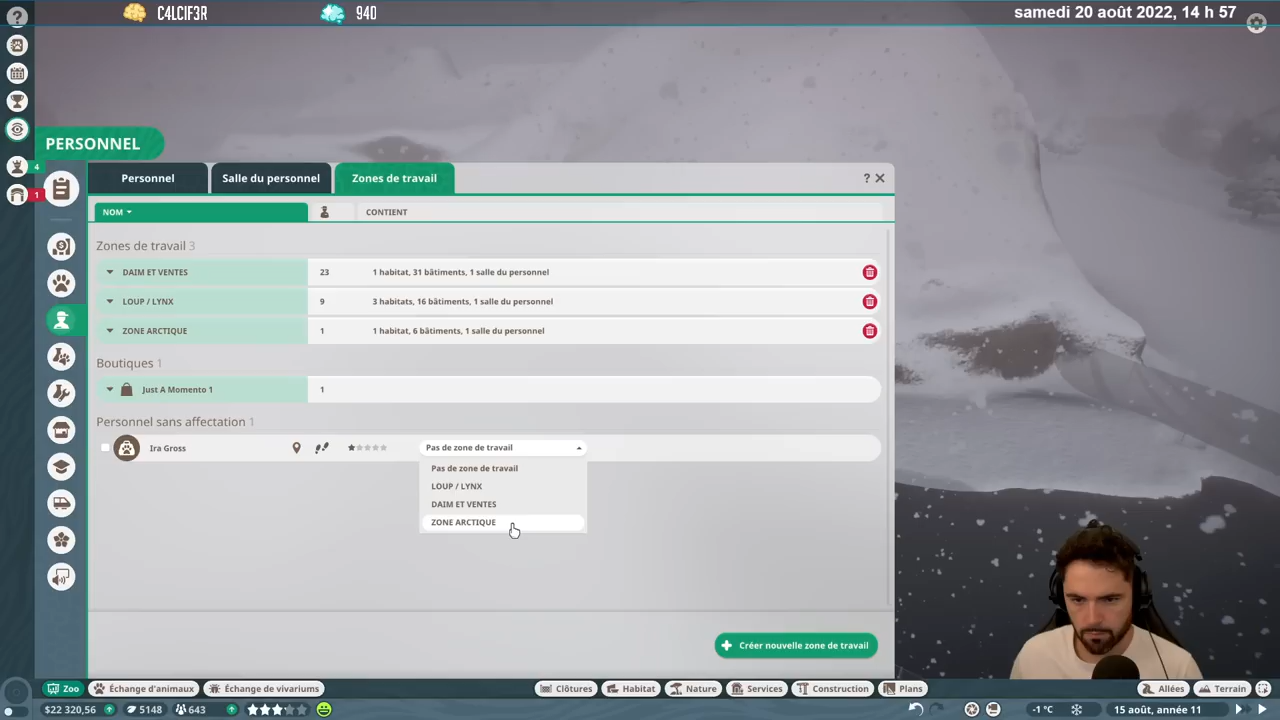 C4LC1F3R
940
samedi 20 août 2022, 14 h 57
PERSONNEL
4
1
Personnel
Salle du personnel
Zones de travail
?
NOM
CONTIENT
Zones de travail 3
DAIM ET VENTES 23 1 habitat, 31 bâtiments, 1 salle du personnel
LOUP / LYNX 9 3 habitats, 16 bâtiments, 1 salle du personnel
ZONE ARCTIQUE 1 1 habitat, 6 bâtiments, 1 salle du personnel
Boutiques 1
Just A Momento 1 1
Personnel sans affectation 1
Ira Gross Pas de zone de travail
Pas de zone de travail
LOUP / LYNX
DAIM ET VENTES
ZONE ARCTIQUE
Créer nouvelle zone de travail
Zoo Échange d'animaux Échange de vivariums Clôtures Habitat Nature Services Construction Plans Allées Terrain
$22 320,56 5148 643 -1 °C 15 août, année 11